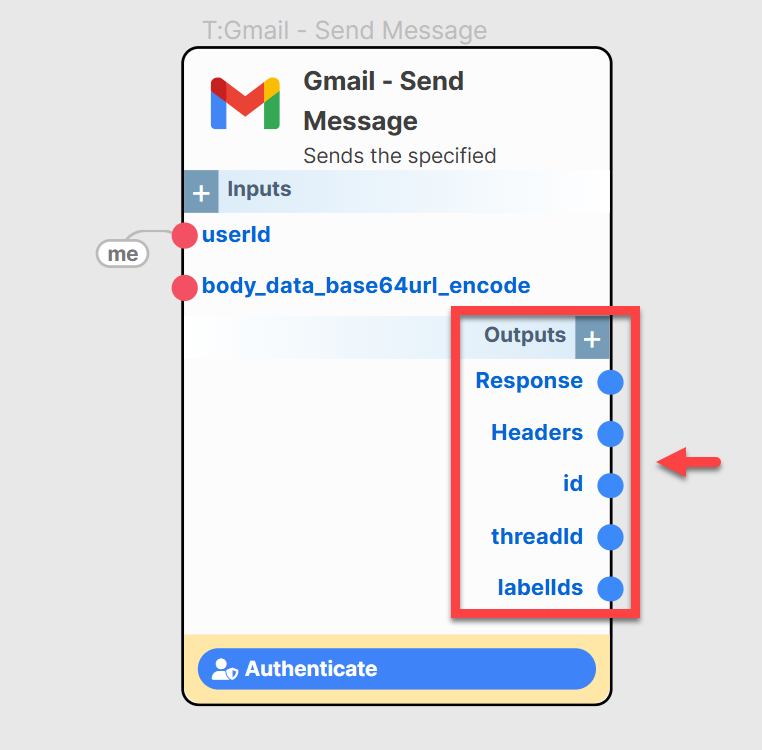 T:Gmail - Send Message
Gmail - Send
Message
Sends the specified
+ Inputs
userId
me
body_data_base64url_encode
Outputs +
Response
Headers
id
threadId
labelIds
Authenticate